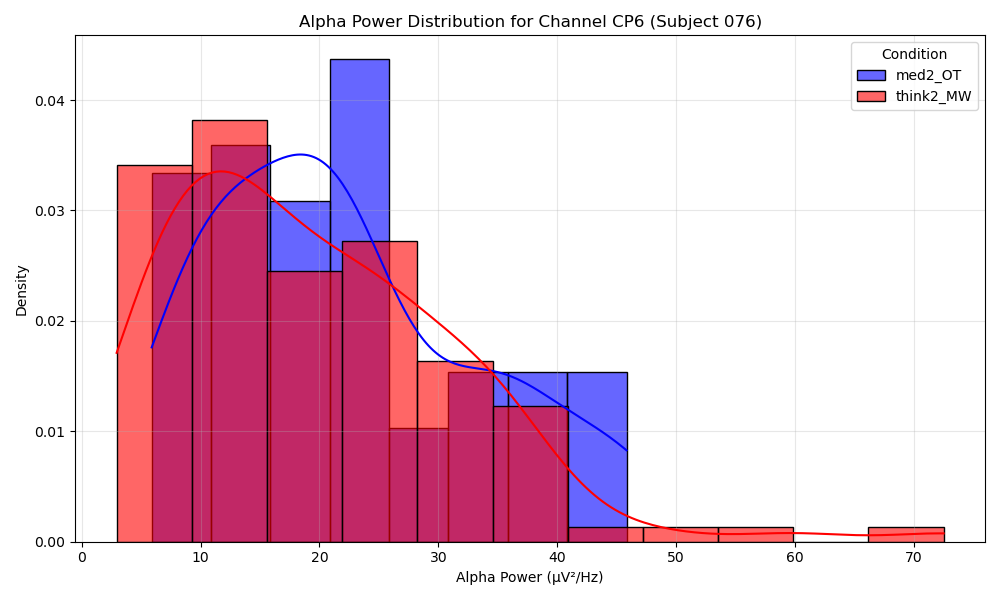 Alpha Power Distribution for Channel CP6 (Subject 076)
Condition
med2_OT
think2_MW
Density
0.04
0.03
0.02
0.01
0.00
0 10 20 30 40 50 60 70
Alpha Power (µV²/Hz)